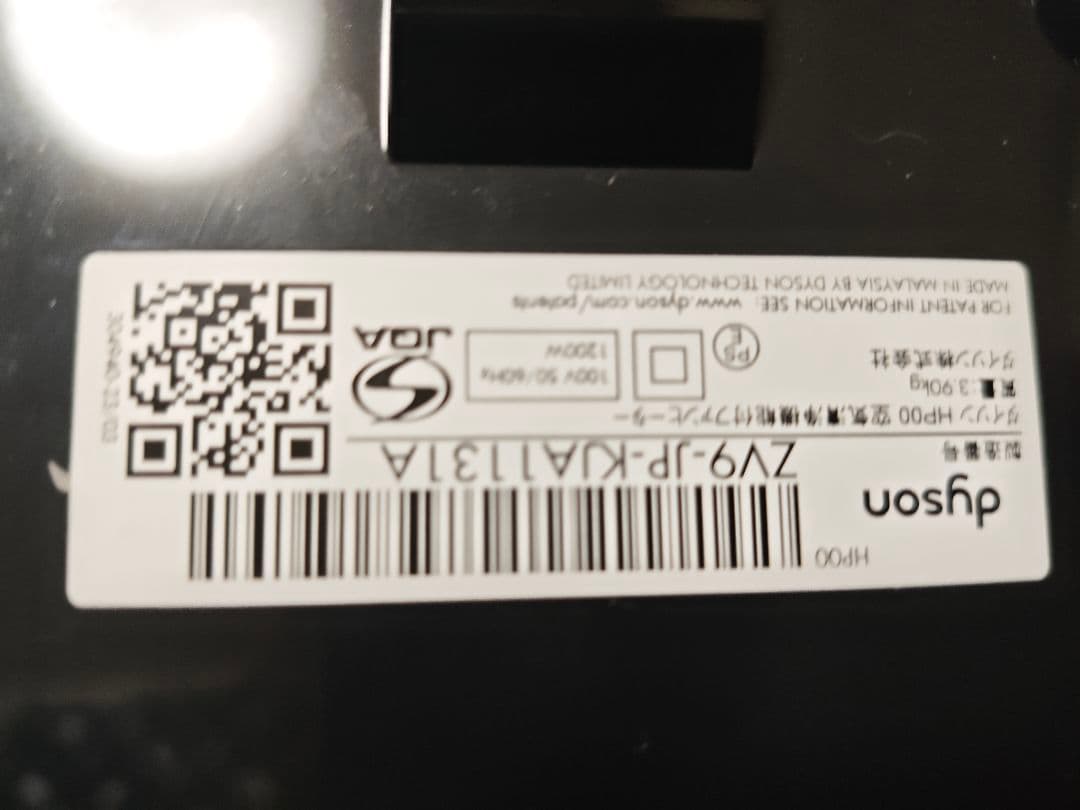 HP00
dyson
製造番号
ZV9-JP-KJA1131A
ダイソン HP00 空気清浄機能付ファンヒーター
質量:3.90kg
ダイソン株式会社
PS
E
100V 50/60Hz
1200W
JQA
FOR PATENT INFORMATION SEE: www.dyson.com/patents
MADE IN MALAYSIA BY DYSON TECHNOLOGY LIMITED